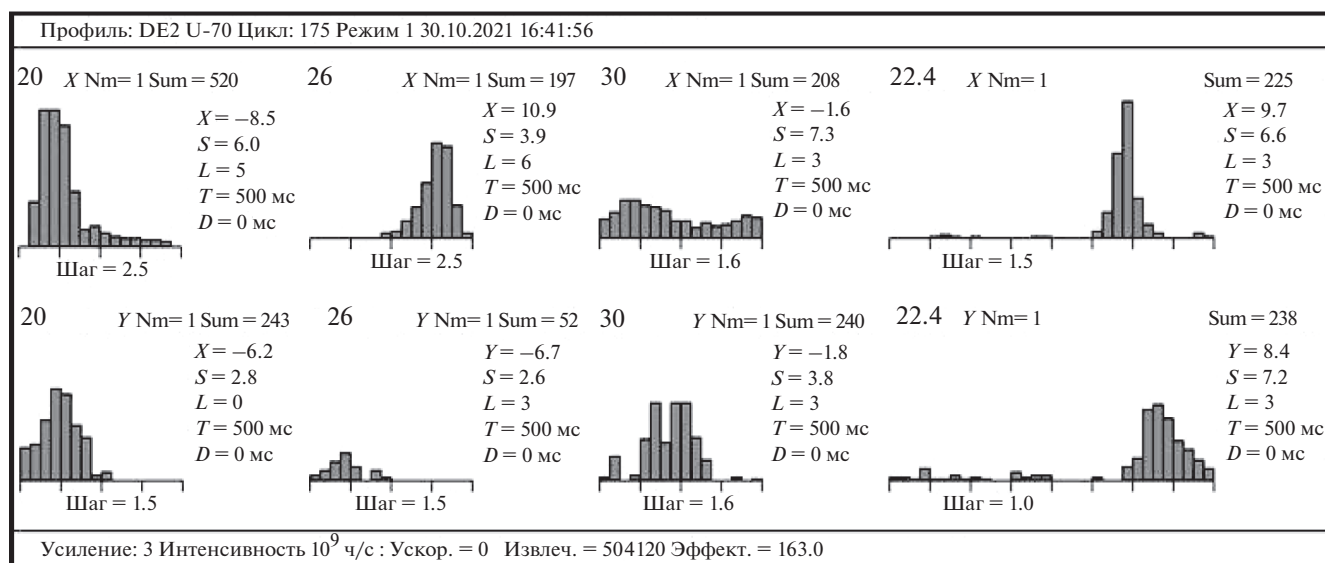 Профиль: DE2 U-70 Цикл: 175 Режим 1 30.10.2021 16:41:56
20 X Nm= 1 Sum = 520
X = −8.5
S = 6.0
L = 5
T = 500 мс
D = 0 мс
Шаг = 2.5
26 X Nm= 1 Sum = 197
X = 10.9
S = 3.9
L = 6
T = 500 мс
D = 0 мс
Шаг = 2.5
30 X Nm= 1 Sum = 208
X = −1.6
S = 7.3
L = 3
T = 500 мс
D = 0 мс
Шаг = 1.6
22.4 X Nm= 1 Sum = 225
X = 9.7
S = 6.6
L = 3
T = 500 мс
D = 0 мс
Шаг = 1.5
20 Y Nm= 1 Sum = 243
X = −6.2
S = 2.8
L = 0
T = 500 мс
D = 0 мс
Шаг = 1.5
26 Y Nm= 1 Sum = 52
Y = −6.7
S = 2.6
L = 3
T = 500 мс
D = 0 мс
Шаг = 1.5
30 Y Nm= 1 Sum = 240
Y = −1.8
S = 3.8
L = 3
T = 500 мс
D = 0 мс
Шаг = 1.6
22.4 Y Nm= 1 Sum = 238
Y = 8.4
S = 7.2
L = 3
T = 500 мс
D = 0 мс
Шаг = 1.0
Усиление: 3 Интенсивность 10⁹ ч/с : Ускор. = 0 Извлеч. = 504120 Эффект. = 163.0